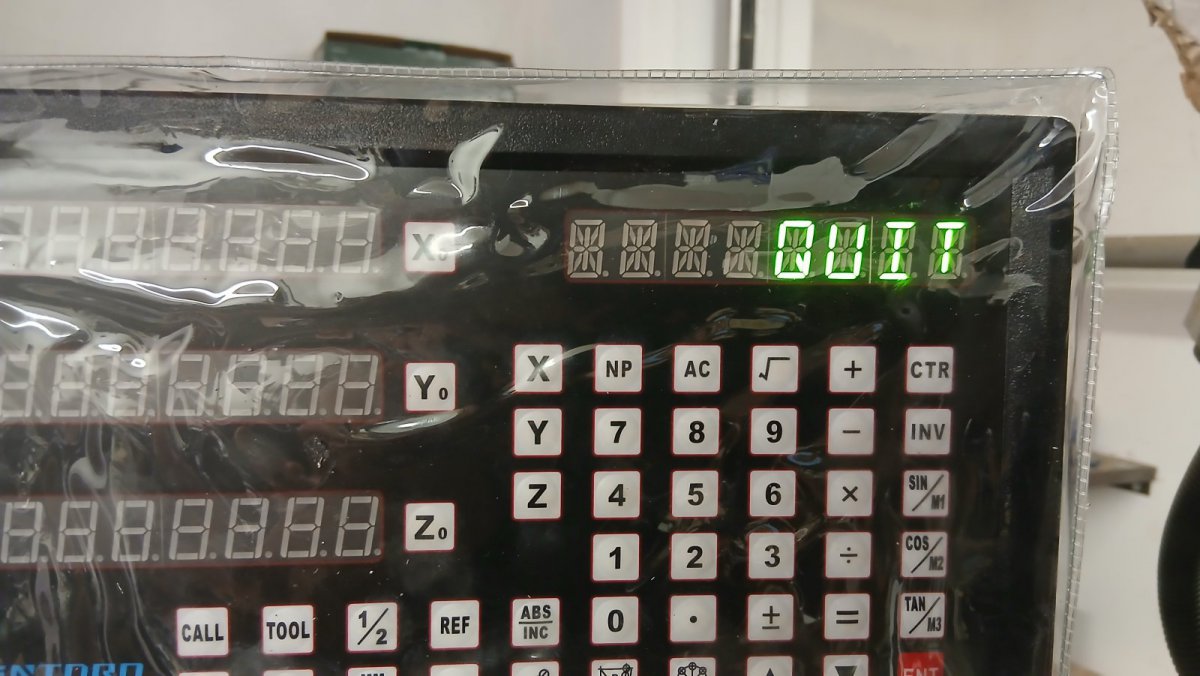 X₀
QUIT
Y₀
X NP AC √ + CTR
Y 7 8 9 − INV
Z 4 5 6 × SIN/M1
Z₀
1 2 3 ÷ COS/M2
CALL TOOL 1/2 REF ABS/INC 0 . ± = TAN/M3
ENT